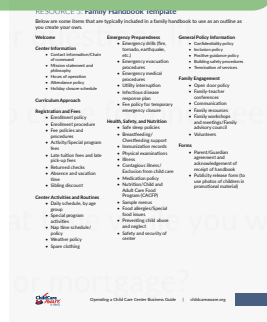 RESOURCE 5: Family Handbook Template
Below are some items that are typically included in a family handbook to use as an outline as
you create your own.
Welcome
Center Information
• Contact information/Chain
of command
• Mission statement and
philosophy
• Hours of operation
• Attendance policy
• Holiday closure schedule
Curriculum Approach
Registration and Fees
• Enrollment policy
• Enrollment procedure
• Fee policies and
procedures
• Activity/Special program
fees
• Late tuition fees and late
pick-up fees
• Returned checks
• Absence and vacation
time
• Sibling discount
Center Activities and Routines
• Daily schedule, by age
group
• Special program
activities
• Nap time schedule/
policy
• Weather policy
• Spare clothing
Emergency Preparedness
• Emergency drills (fire,
tornado, earthquake,
etc.)
• Emergency evacuation
procedures
• Emergency medical
procedures
• Utility interruption
• Infectious disease
response plan
• Fee policy for temporary
emergency closure
Health, Safety, and Nutrition
• Safe sleep policies
• Breastfeeding/
Chestfeeding support
• Immunization records
• Physical examinations
• Illness
• Contagious illness/
Exclusion from child care
• Medication policy
• Nutrition/Child and
Adult Care Food
Program (CACFP)
• Sample menus
• Food allergies/Special
food issues
• Preventing child abuse
and neglect
• Safety and security of
center
General Policy Information
• Confidentiality policy
• Inclusion policy
• Positive guidance policy
• Building safety procedures
• Termination of services
Family Engagement
• Open door policy
• Family-teacher
conferences
• Communication
• Family resources
• Family workshops
and meetings/Family
advisory council
• Volunteers
Forms
• Parent/Guardian
agreement and
acknowledgement of
receipt of handbook
• Publicity release form (to
use photos of children in
promotional material)
or mortgage?
ChildCare
AWARE
Operating a Child Care Center Business Guide | childcareaware.org